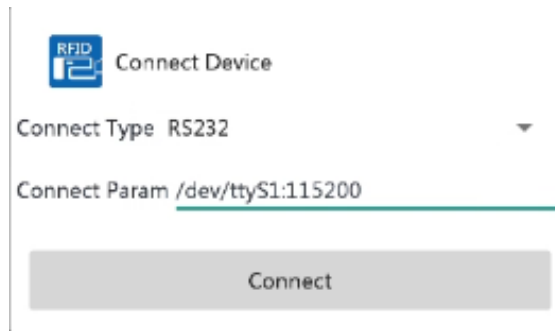 RFID
Connect Device
Connect Type RS232
Connect Param /dev/ttyS1:115200
Connect